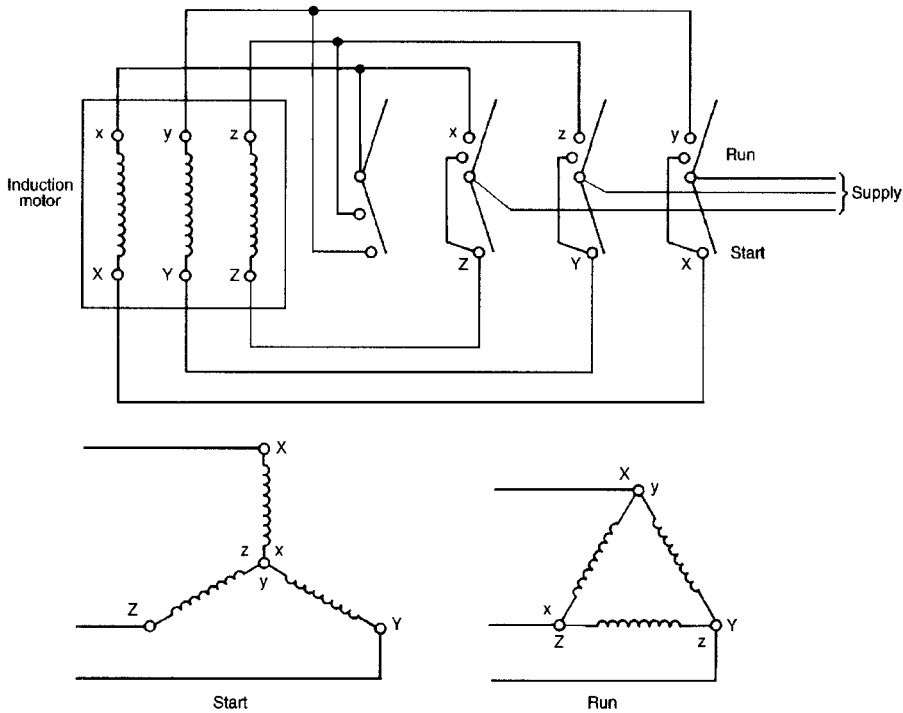 x y z x z y
Run
Induction
motor
Supply
X Y Z Z Y X
Start
X
z x
y
Z Y
Start
X y
x
Z z Y
Run